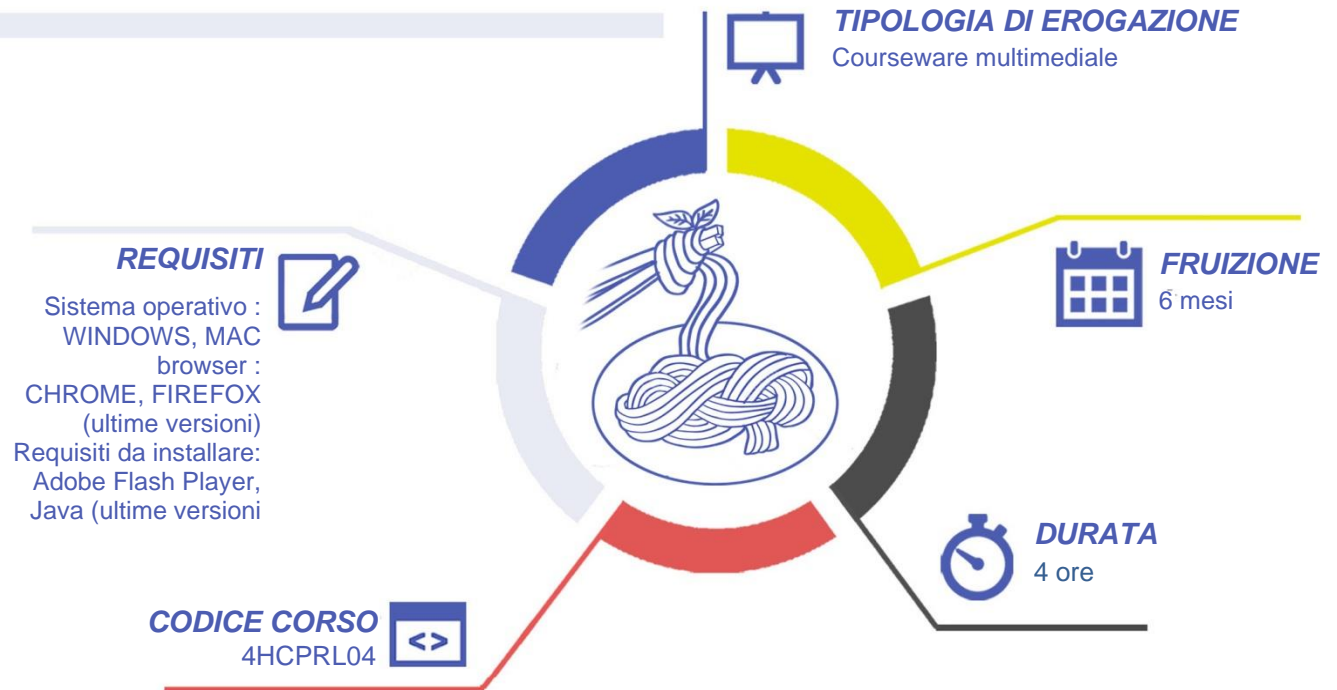 TIPOLOGIA DI EROGAZIONE
Courseware multimediale
REQUISITI
Sistema operativo :
WINDOWS, MAC
browser :
CHROME, FIREFOX
(ultime versioni)
Requisiti da installare:
Adobe Flash Player,
Java (ultime versioni
FRUIZIONE
6 mesi
DURATA
4 ore
CODICE CORSO
4HCPRL04
<>